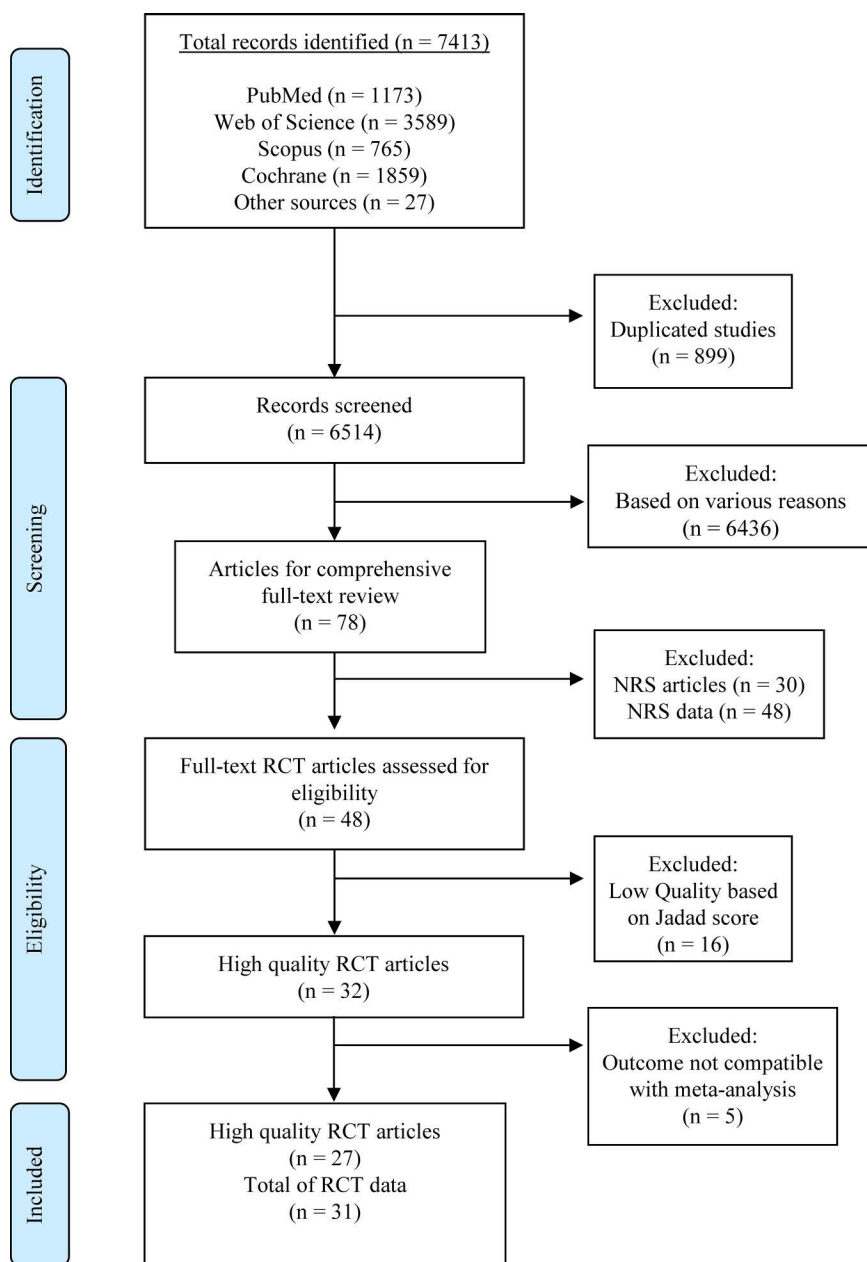 Identification
Total records identified (n = 7413)
PubMed (n = 1173)
Web of Science (n = 3589)
Scopus (n = 765)
Cochrane (n = 1859)
Other sources (n = 27)
Excluded:
Duplicated studies
(n = 899)
Screening
Records screened
(n = 6514)
Excluded:
Based on various reasons
(n = 6436)
Articles for comprehensive
full-text review
(n = 78)
Excluded:
NRS articles (n = 30)
NRS data (n = 48)
Eligibility
Full-text RCT articles assessed for
eligibility
(n = 48)
Excluded:
Low Quality based
on Jadad score
(n = 16)
High quality RCT articles
(n = 32)
Excluded:
Outcome not compatible
with meta-analysis
(n = 5)
Included
High quality RCT articles
(n = 27)
Total of RCT data
(n = 31)